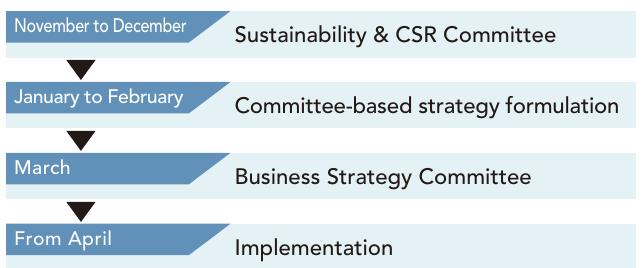 November to December
Sustainability & CSR Committee
January to February
Committee-based strategy formulation
March
Business Strategy Committee
From April
Implementation